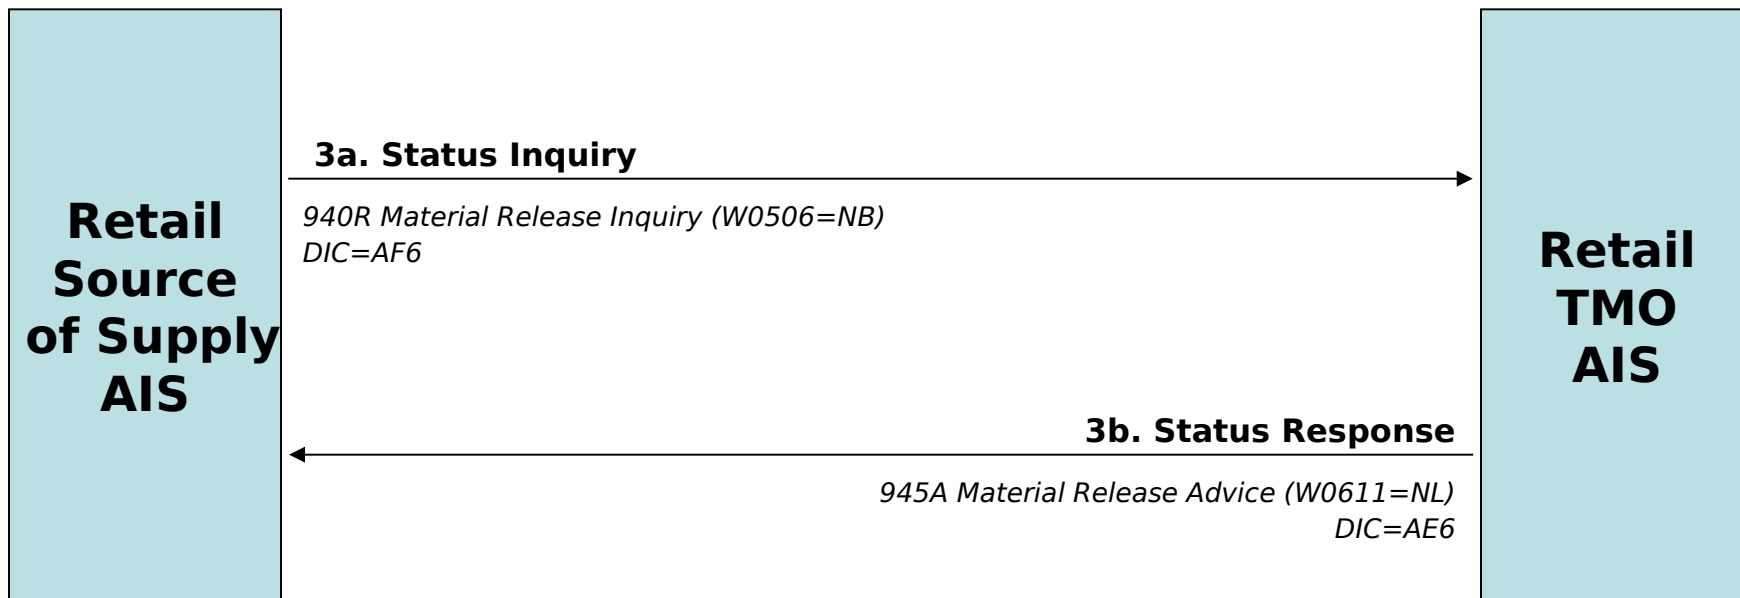 Retail
Source
of Supply
AIS
3a. Status Inquiry
940R Material Release Inquiry (W0506=NB)
DIC=AF6
3b. Status Response
945A Material Release Advice (W0611=NL)
DIC=AE6
Retail
TMO
AIS